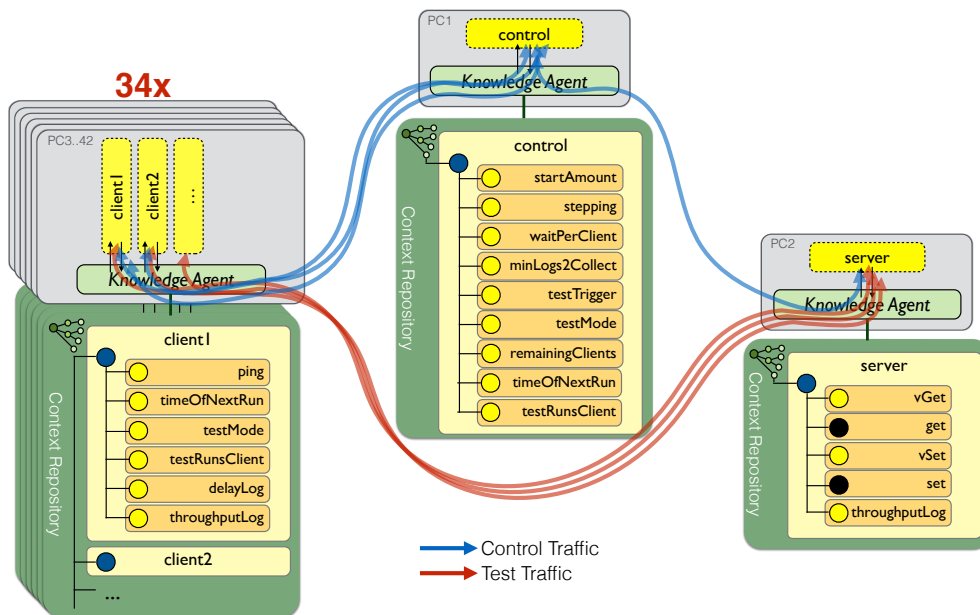 34x
PC3..42
client1
client2
...
Knowledge Agent
Context Repository
client1
ping
timeOfNextRun
testMode
testRunsClient
delayLog
throughputLog
client2
...
PC1
control
Knowledge Agent
Context Repository
control
startAmount
stepping
waitPerClient
minLogs2Collect
testTrigger
testMode
remainingClients
timeOfNextRun
testRunsClient
PC2
server
Knowledge Agent
Context Repository
server
vGet
get
vSet
set
throughputLog
Control Traffic
Test Traffic